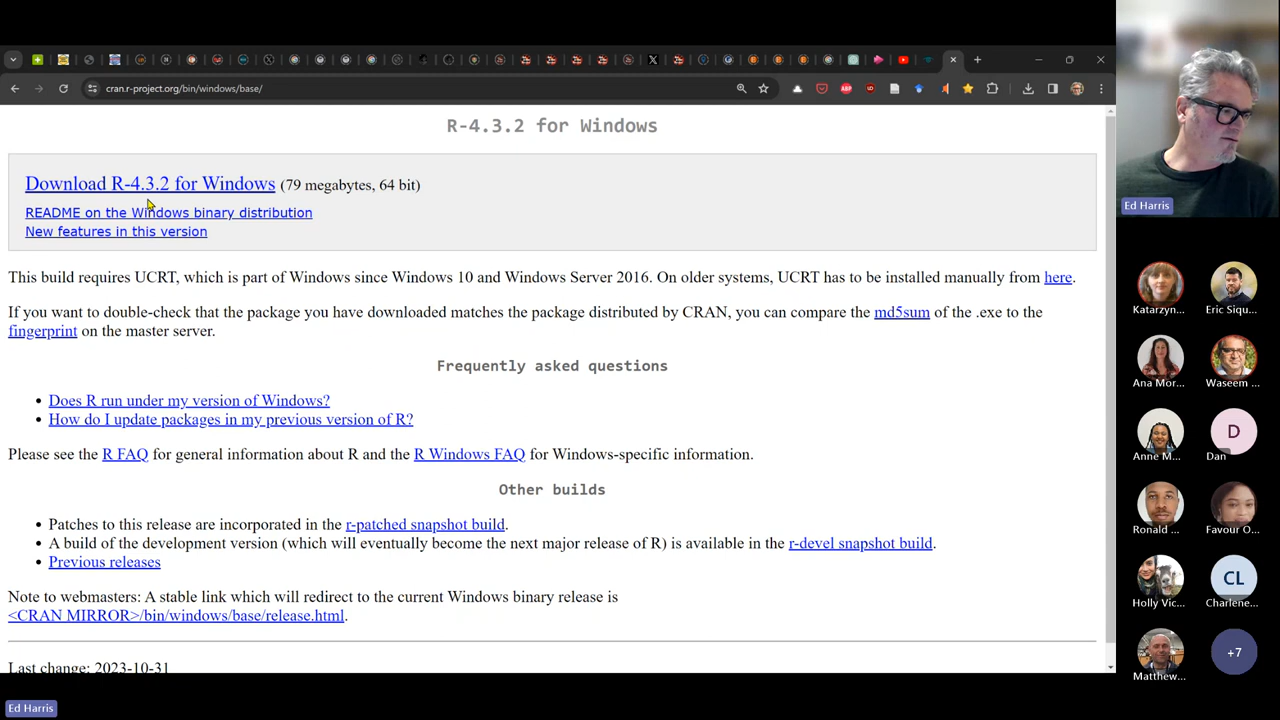 cran.r-project.org/bin/windows/base/
R-4.3.2 for Windows
Download R-4.3.2 for Windows (79 megabytes, 64 bit)
README on the Windows binary distribution
New features in this version
This build requires UCRT, which is part of Windows since Windows 10 and Windows Server 2016. On older systems, UCRT has to be installed manually from here.
If you want to double-check that the package you have downloaded matches the package distributed by CRAN, you can compare the md5sum of the .exe to the
fingerprint on the master server.
Frequently asked questions
• Does R run under my version of Windows?
• How do I update packages in my previous version of R?
Please see the R FAQ for general information about R and the R Windows FAQ for Windows-specific information.
Other builds
• Patches to this release are incorporated in the r-patched snapshot build.
• A build of the development version (which will eventually become the next major release of R) is available in the r-devel snapshot build.
• Previous releases
Note to webmasters: A stable link which will redirect to the current Windows binary release is
<CRAN MIRROR>/bin/windows/base/release.html.
Last change: 2023-10-31
Ed Harris
Katarzyn...
Eric Siqu...
Ana Mor...
Waseem ...
Anne M...
D
Dan
Ronald ...
Favour O...
Holly Vic...
CL
Charlene...
Matthew...
+7
Ed Harris